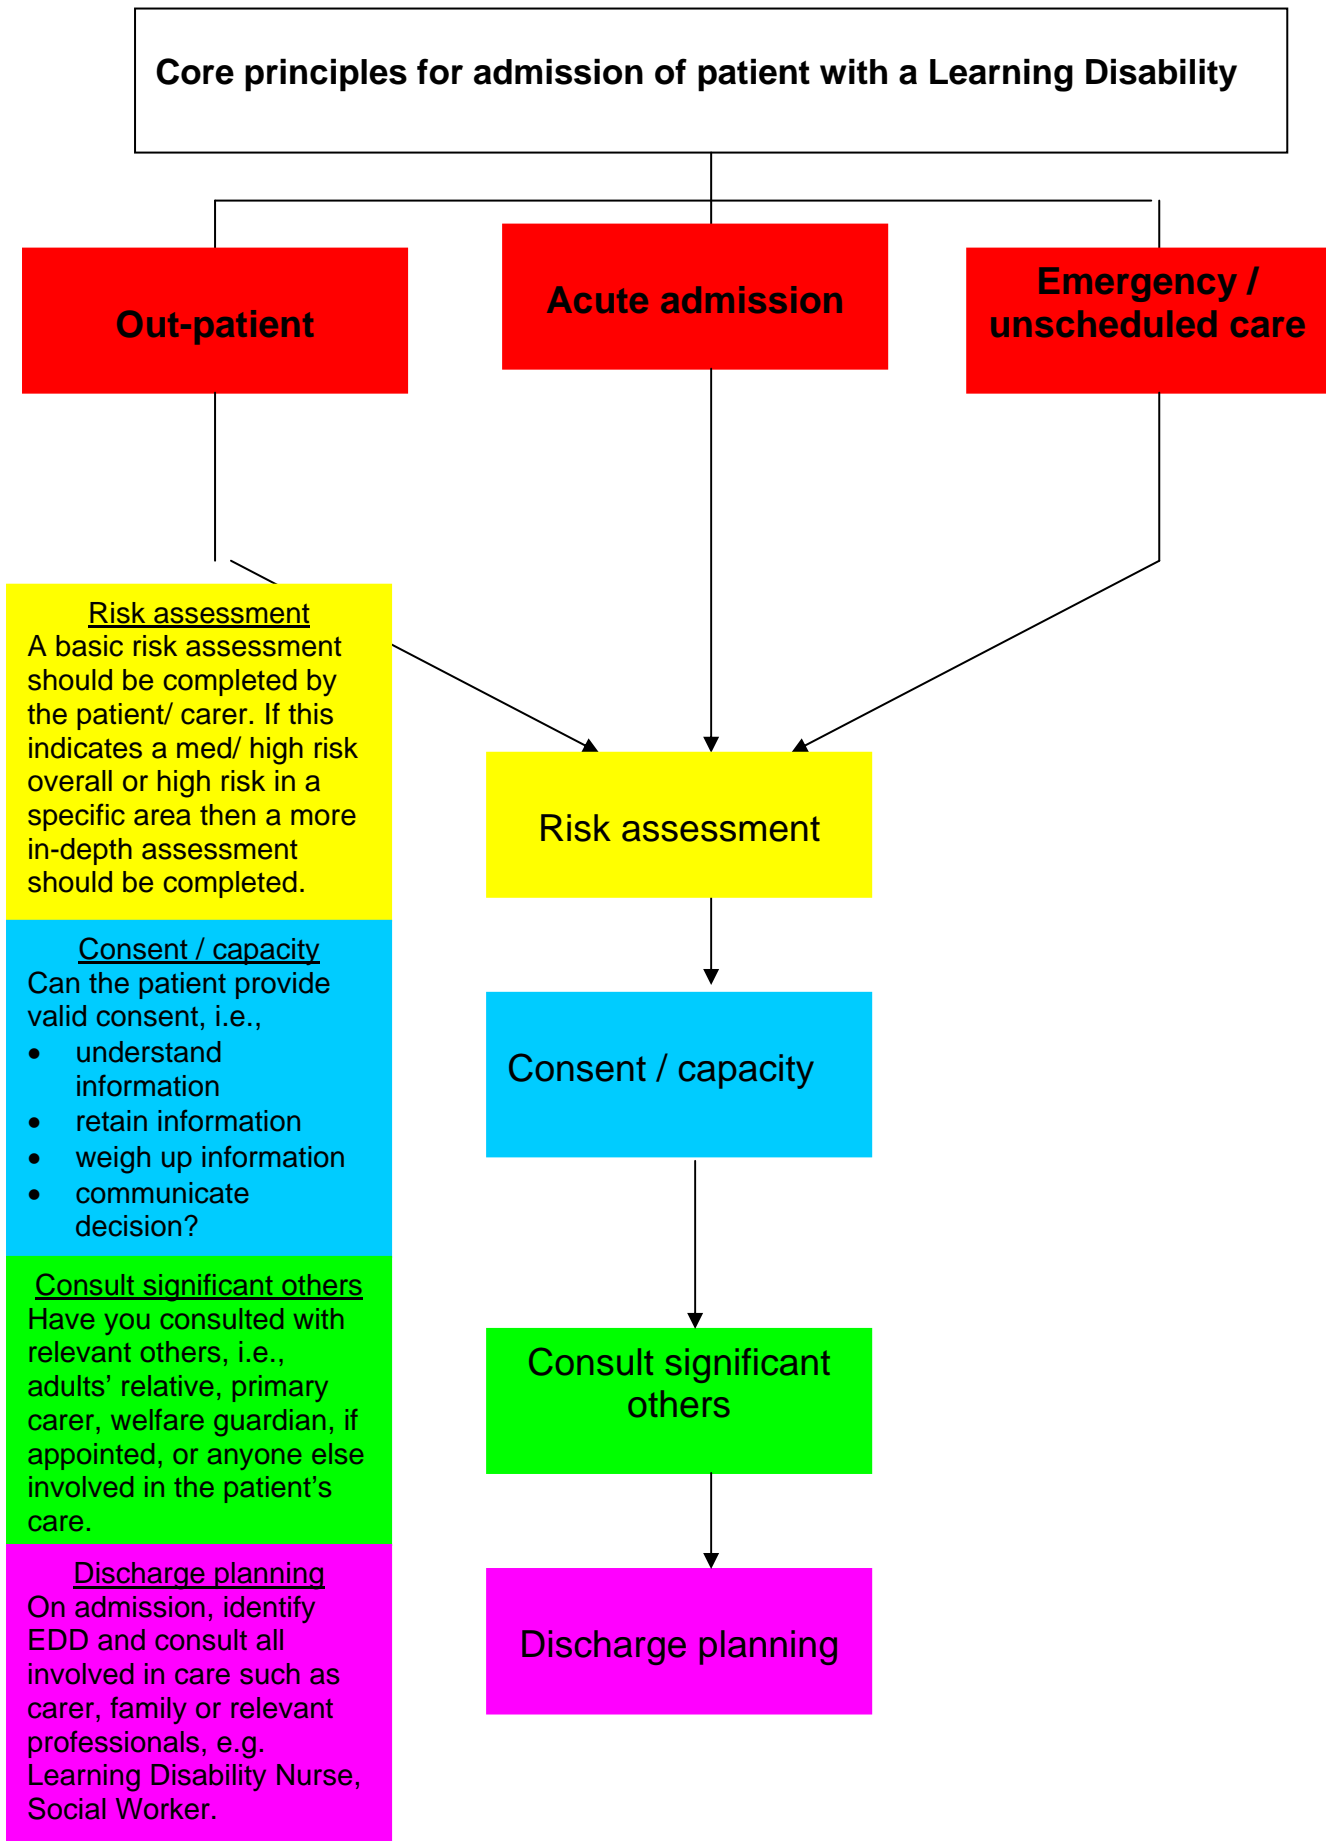 Core principles for admission of patient with a Learning Disability
Out-patient
Acute admission
Emergency /
unscheduled care
Risk assessment
A basic risk assessment
should be completed by
the patient/ carer. If this
indicates a med/ high risk
overall or high risk in a
specific area then a more
in-depth assessment
should be completed.
Risk assessment
Consent / capacity
Can the patient provide
valid consent, i.e.,
• understand
information
• retain information
• weigh up information
• communicate
decision?
Consent / capacity
Consult significant others
Have you consulted with
relevant others, i.e.,
adults’ relative, primary
carer, welfare guardian, if
appointed, or anyone else
involved in the patient’s
care.
Consult significant
others
Discharge planning
On admission, identify
EDD and consult all
involved in care such as
carer, family or relevant
professionals, e.g.
Learning Disability Nurse,
Social Worker.
Discharge planning